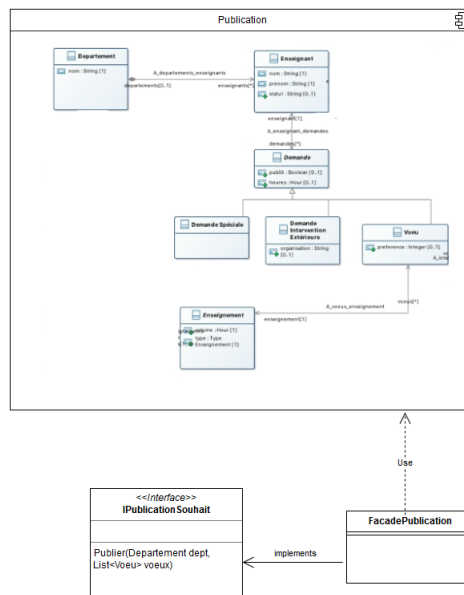 Publication
Departement
nom : String [1]
A_departements_enseignants
departements[0..1]
enseignants[*]
Enseignant
nom : String [1]
prenom : String [1]
statut : String [0..1]
enseignant[1]
A_enseignant_demandes
demandes[*]
Demande
publié : Boolean [0..1]
heures : Hour [1]
Demande Spéciale
Demande
Intervention
Extérieure
organisation : String
[0..1]
Voeu
preference : Integer [0..1]
voeux[*]
A_voeux_enseignement
enseignement[1]
Enseignement
volume : Hour [1]
type : Type
Enseignement [1]
Use
<<Interface>>
IPublicationSouhait
Publier(Departement dept,
List<Voeu> voeux)
implements
FacadePublication